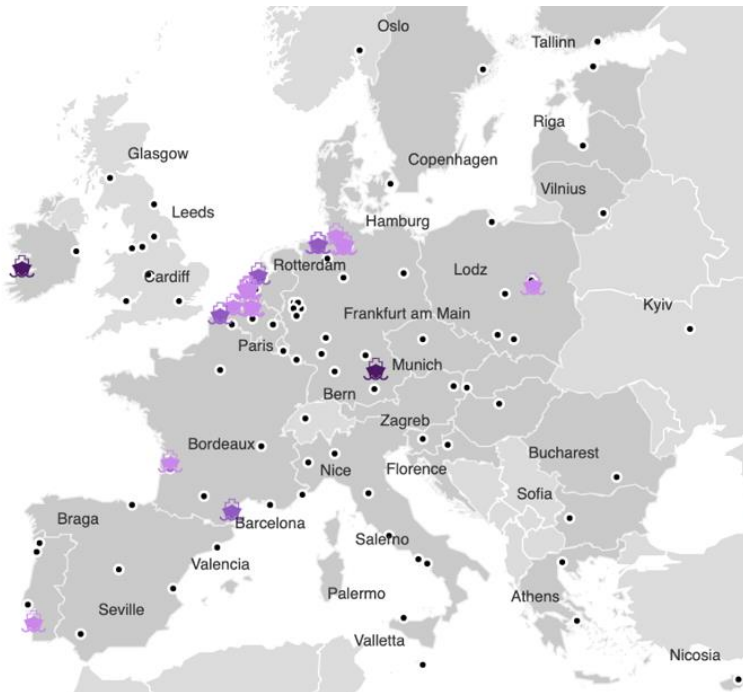 Oslo
Tallinn
Riga
Glasgow
Copenhagen
Vilnius
Leeds
Hamburg
Rotterdam
Lodz
Cardiff
Kyiv
Frankfurt am Main
Paris
Munich
Bern
Zagreb
Bordeaux
Bucharest
Nice
Florence
Sofia
Braga
Barcelona
Salerno
Valencia
Palermo
Athens
Seville
Valletta
Nicosia